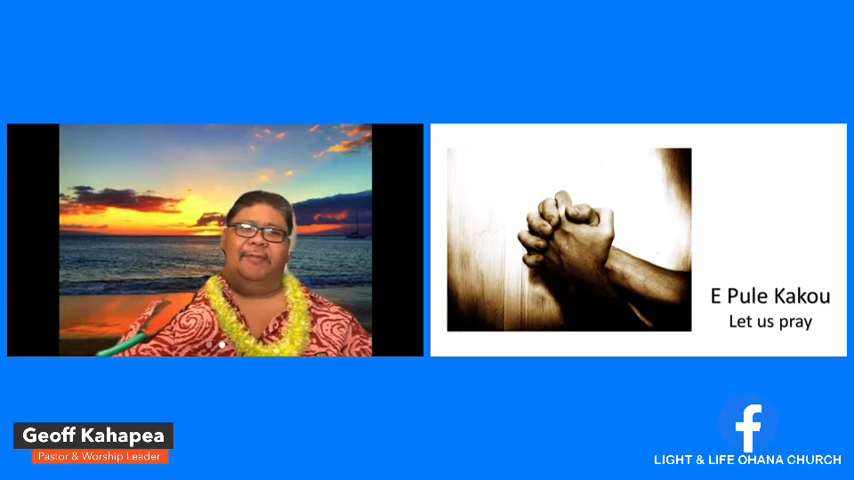 E Pule Kakou
Let us pray
Geoff Kahapea
Pastor & Worship Leader
LIGHT & LIFE OHANA CHURCH